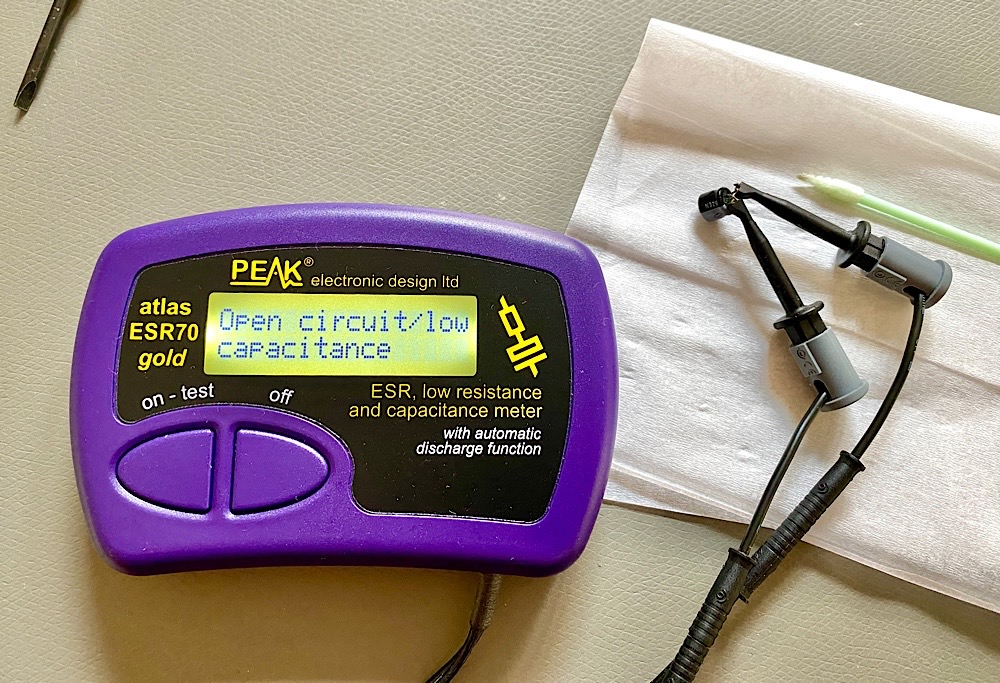 PEAK®
electronic design ltd
atlas
ESR70
gold
Open circuit/low
capacitance
on - test
off
ESR, low resistance
and capacitance meter
with automatic
discharge function